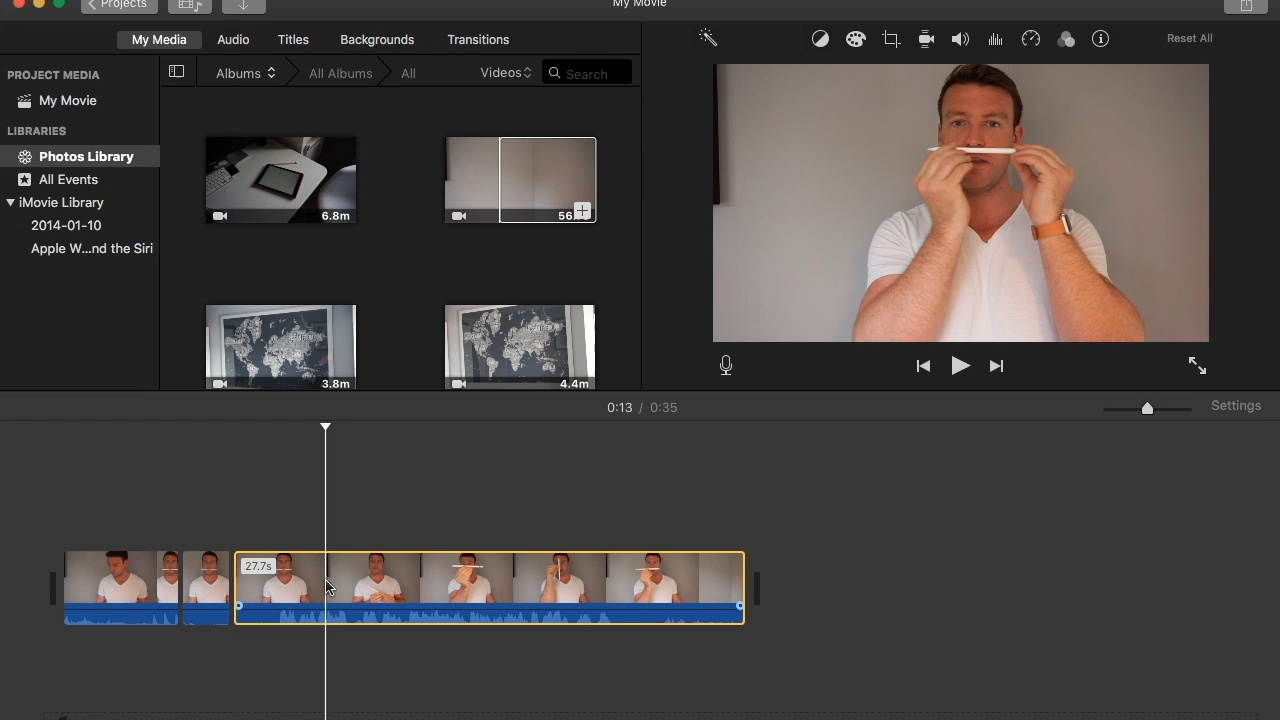 Projects
My Movie
My Media Audio Titles Backgrounds Transitions
Reset All
PROJECT MEDIA
My Movie
LIBRARIES
Photos Library
All Events
iMovie Library
2014-01-10
Apple W...nd the Siri
Albums All Albums All Videos Search
6.8m
3.8m
4.4m
0:13 / 0:35
Settings
27.7s